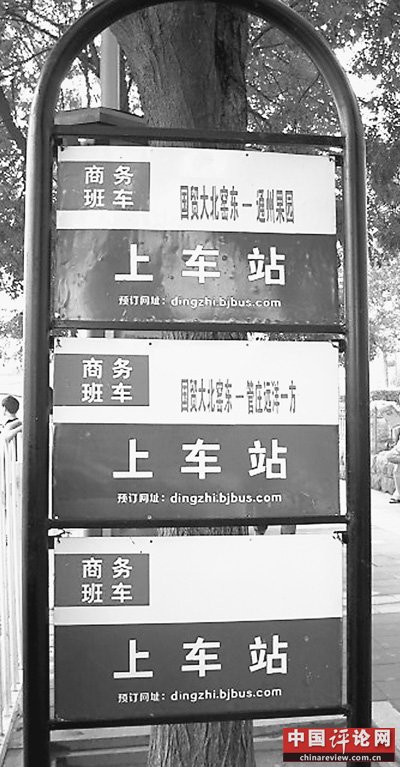 商务
班车
国贸大北窑东一通州果园
上车站
预订网址：dingzhi.bjbus.com
商务
班车
国贸大北窑东一管庄远洋一方
上车站
预订网址：dingzhi.bjbus.com
商务
班车
上车站
预订网址：dingzhi.bjbus.com
中国评论网
chinareview.com.cn